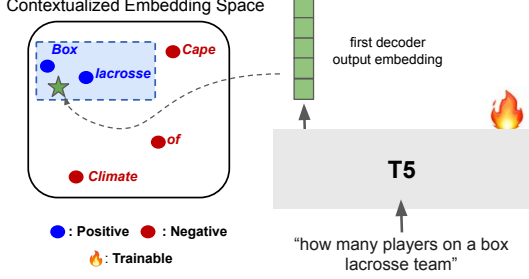 Contextualized Embedding Space
Box
lacrosse
Cape
of
Climate
: Positive
: Negative
: Trainable
first decoder
output embedding
T5
“how many players on a box
lacrosse team”